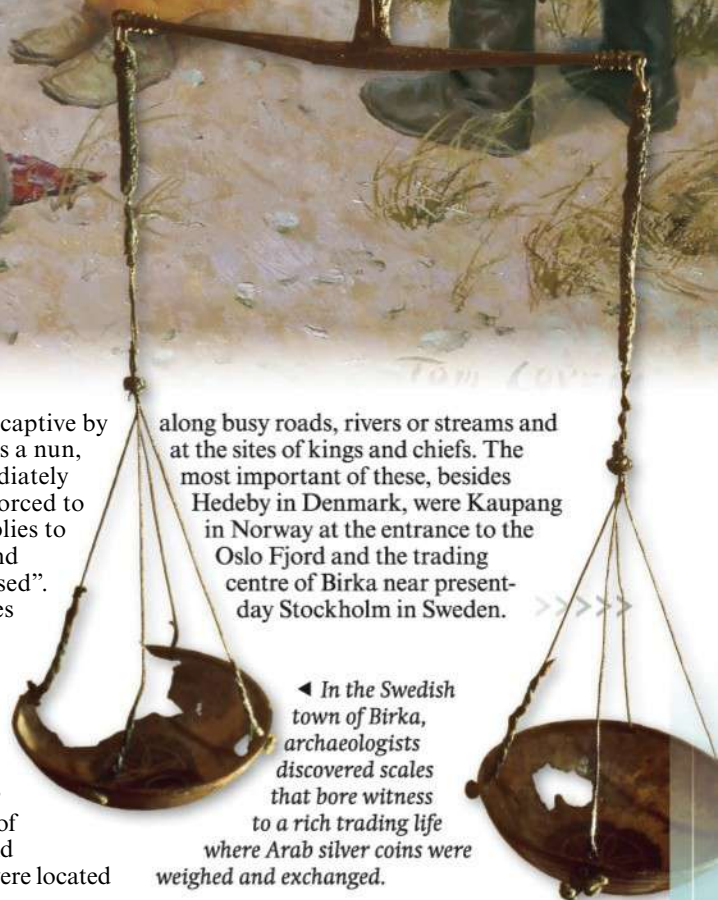 captive by
s a nun,
diately
orced to
plies to
nd
sed”.
es
of
d
ere located
along busy roads, rivers or streams and
at the sites of kings and chiefs. The
most important of these, besides
Hedeby in Denmark, were Kaupang
in Norway at the entrance to the
Oslo Fjord and the trading
centre of Birka near present-
day Stockholm in Sweden. >>>>>
◄ In the Swedish
town of Birka,
archaeologists
discovered scales
that bore witness
to a rich trading life
where Arab silver coins were
weighed and exchanged.